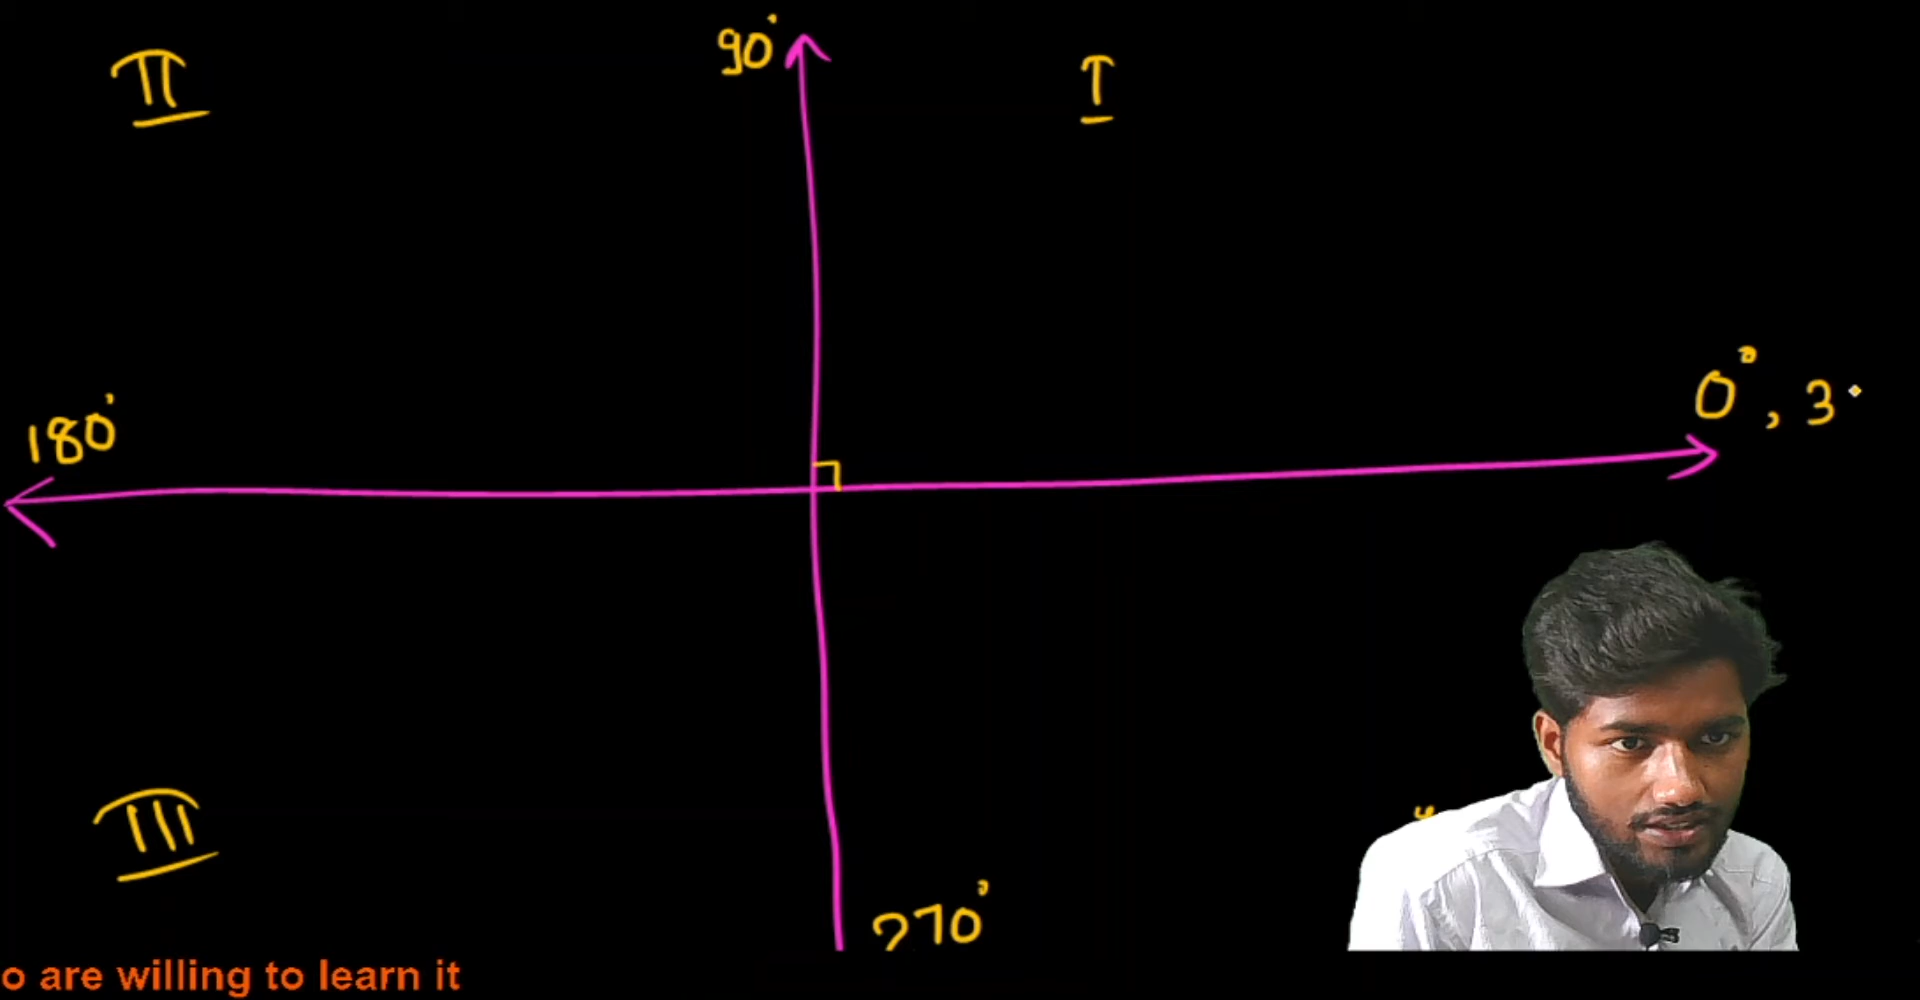 II
90°
I
180°
0°, 3
III
270°
o are willing to learn it